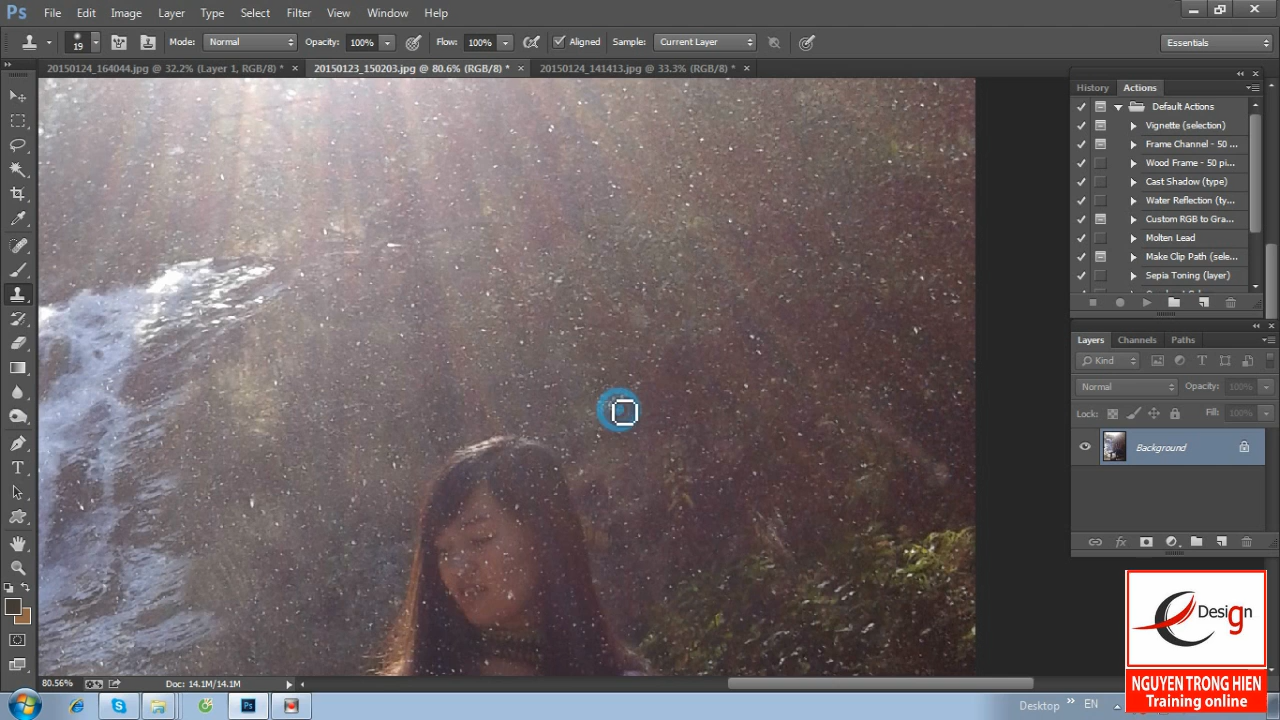 Ps File Edit Image Layer Type Select Filter View Window Help
19 Mode: Normal Opacity: 100% Flow: 100% Aligned Sample: Current Layer Essentials
20150124_164044.jpg @ 32.2% (Layer 1, RGB/8) * × 20150123_150203.jpg @ 80.6% (RGB/8) * × 20150124_141413.jpg @ 33.3% (RGB/8) * ×
History Actions
Default Actions
Vignette (selection)
Frame Channel - 50 ...
Wood Frame - 50 pi...
Cast Shadow (type)
Water Reflection (ty...
Custom RGB to Gra...
Molten Lead
Make Clip Path (sele...
Sepia Toning (layer)
Layers Channels Paths
Kind
Normal Opacity: 100%
Lock: Fill: 100%
Background
fx
Design
NGUYEN TRONG HIEN
Training online
80.56% Doc: 14.1M/14.1M
Ps Desktop » EN